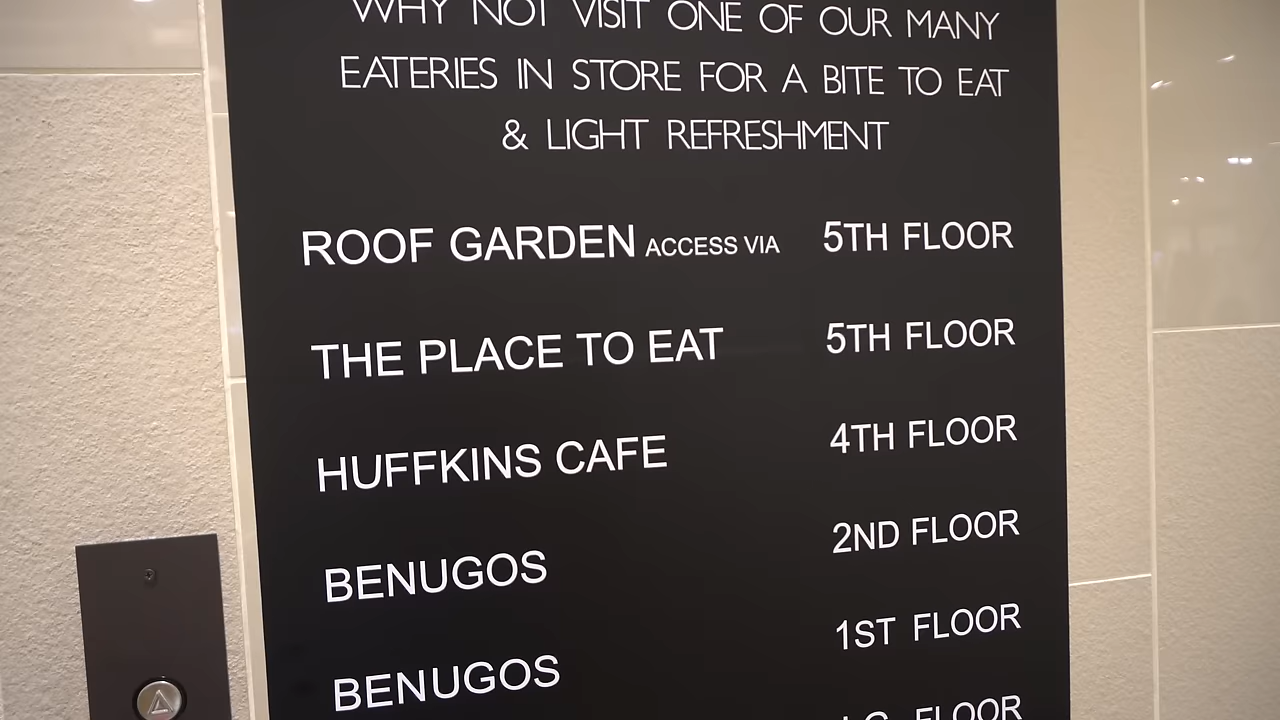 WHY NOT VISIT ONE OF OUR MANY
EATERIES IN STORE FOR A BITE TO EAT
& LIGHT REFRESHMENT
ROOF GARDEN ACCESS VIA 5TH FLOOR
THE PLACE TO EAT 5TH FLOOR
HUFFKINS CAFE 4TH FLOOR
BENUGOS 2ND FLOOR
BENUGOS 1ST FLOOR
FLOOR